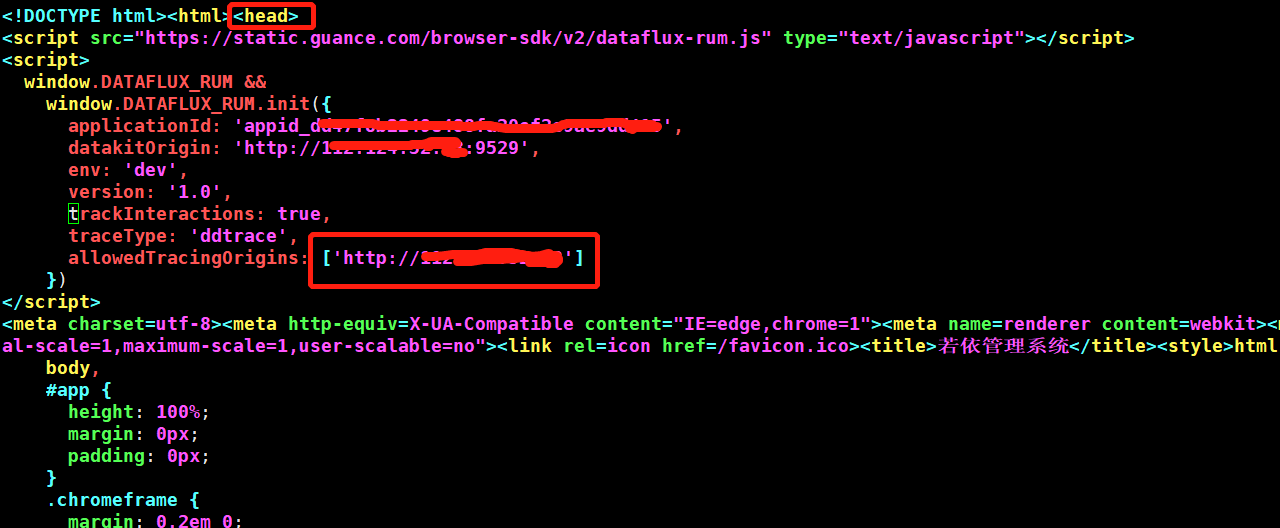 <!DOCTYPE html><html><head>
<script src="https://static.guance.com/browser-sdk/v2/dataflux-rum.js" type="text/javascript"></script>
<script>
window.DATAFLUX_RUM &&
window.DATAFLUX_RUM.init({
applicationId: 'appid_ ',
datakitOrigin: 'http:// :9529',
env: 'dev',
version: '1.0',
trackInteractions: true,
traceType: 'ddtrace',
allowedTracingOrigins: ['http:// ']
})
</script>
<meta charset=utf-8><meta http-equiv=X-UA-Compatible content="IE=edge,chrome=1"><meta name=renderer content=webkit><
al-scale=1,maximum-scale=1,user-scalable=no"><link rel=icon href=/favicon.ico><title>若依管理系统</title><style>html
body,
#app {
height: 100%;
margin: 0px;
padding: 0px;
}
.chromeframe {
margin: 0.2em 0;